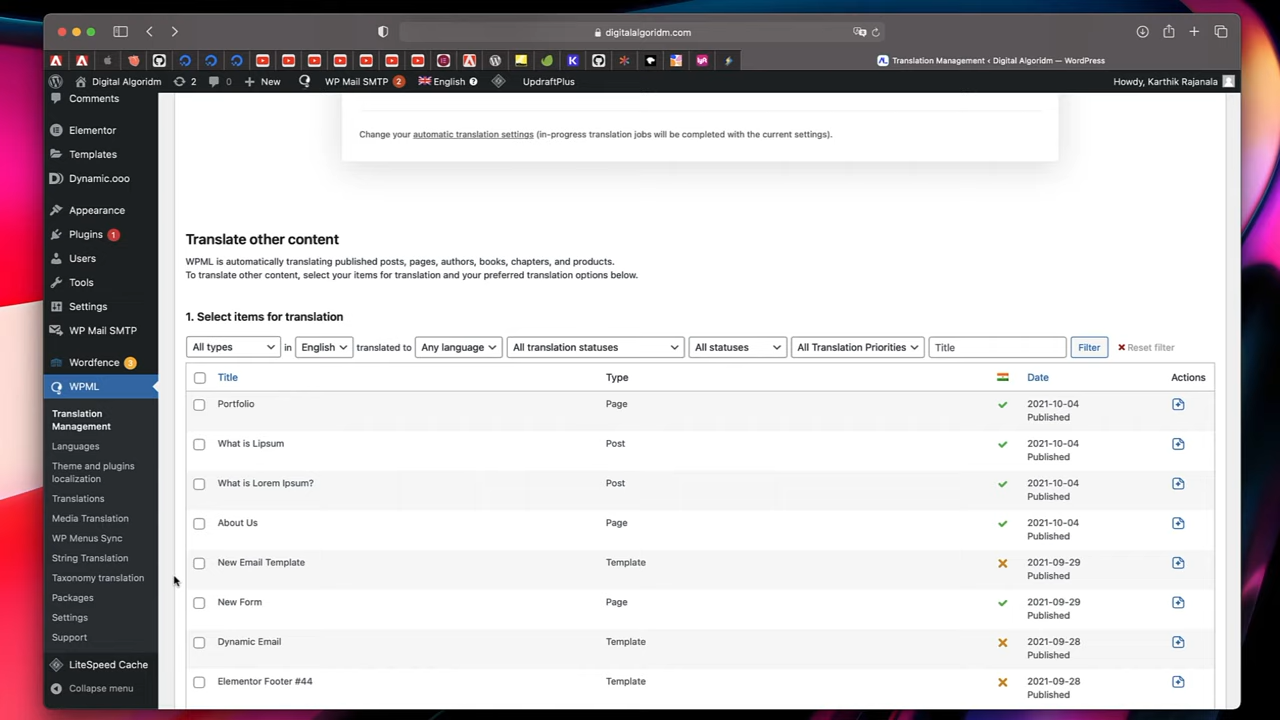 digitalalgoridm.com
Translation Management < Digital Algoridm — WordPress
Digital Algoridm 2 0 New WP Mail SMTP 2 English UpdraftPlus Howdy, Karthik Rajanala
Comments
Elementor
Templates
Dynamic.ooo
Appearance
Plugins 1
Users
Tools
Settings
WP Mail SMTP
Wordfence 3
WPML
Translation
Management
Languages
Theme and plugins
localization
Translations
Media Translation
WP Menus Sync
String Translation
Taxonomy translation
Packages
Settings
Support
LiteSpeed Cache
Collapse menu
Change your automatic translation settings (in-progress translation jobs will be completed with the current settings).
Translate other content
WPML is automatically translating published posts, pages, authors, books, chapters, and products.
To translate other content, select your items for translation and your preferred translation options below.
1. Select items for translation
All types in English translated to Any language All translation statuses All statuses All Translation Priorities Title Filter Reset filter
Title Type Date Actions
Portfolio Page 2021-10-04
Published
What is Lipsum Post 2021-10-04
Published
What is Lorem Ipsum? Post 2021-10-04
Published
About Us Page 2021-10-04
Published
New Email Template Template 2021-09-29
Published
New Form Page 2021-09-29
Published
Dynamic Email Template 2021-09-28
Published
Elementor Footer #44 Template 2021-09-28
Published